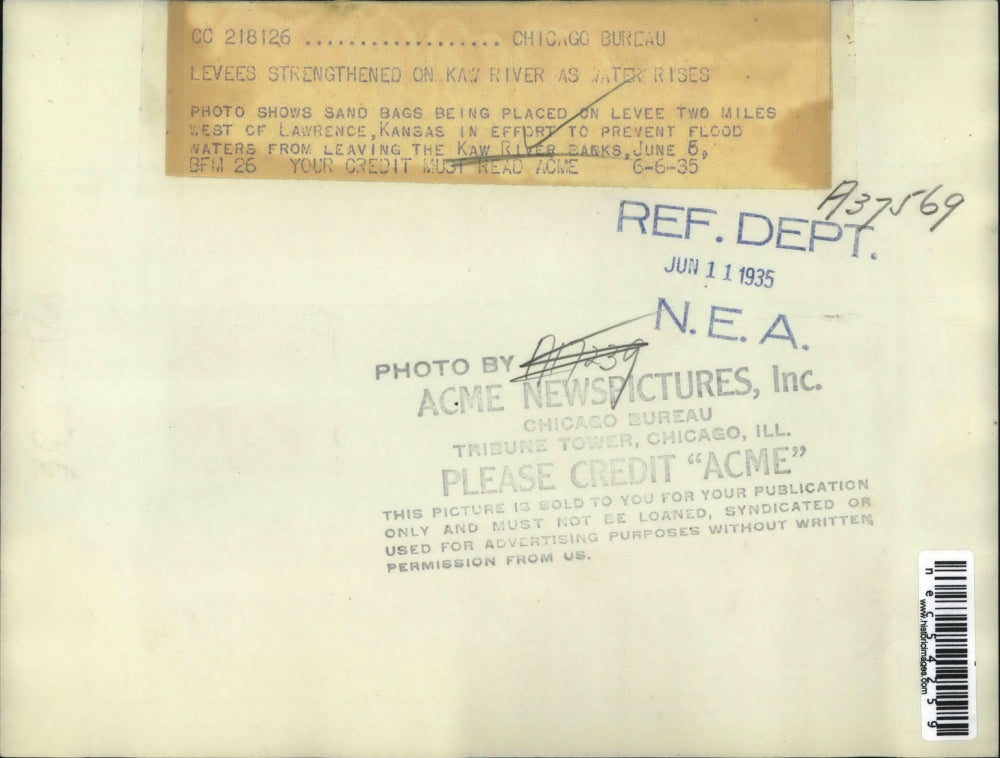 CC 218126 ................... CHICAGO BUREAU
LEVEES STRENGTHENED ON KAW RIVER AS WATER RISES
PHOTO SHOWS SAND BAGS BEING PLACED ON LEVEE TWO MILES
WEST OF LAWRENCE, KANSAS IN EFFORT TO PREVENT FLOOD
WATERS FROM LEAVING THE KAW RIVER BANKS, JUNE 5,
BFM 26 YOUR CREDIT MUST READ ACME 6-6-35
A37569
REF. DEPT.
JUN 11 1935
N.E.A.
PHOTO BY
ACME NEWSPICTURES, Inc.
CHICAGO BUREAU
TRIBUNE TOWER, CHICAGO, ILL.
PLEASE CREDIT “ACME”
THIS PICTURE IS SOLD TO YOU FOR YOUR PUBLICATION
ONLY AND MUST NOT BE LOANED, SYNDICATED OR
USED FOR ADVERTISING PURPOSES WITHOUT WRITTEN
PERMISSION FROM US.
nec54259
www.historicimages.com